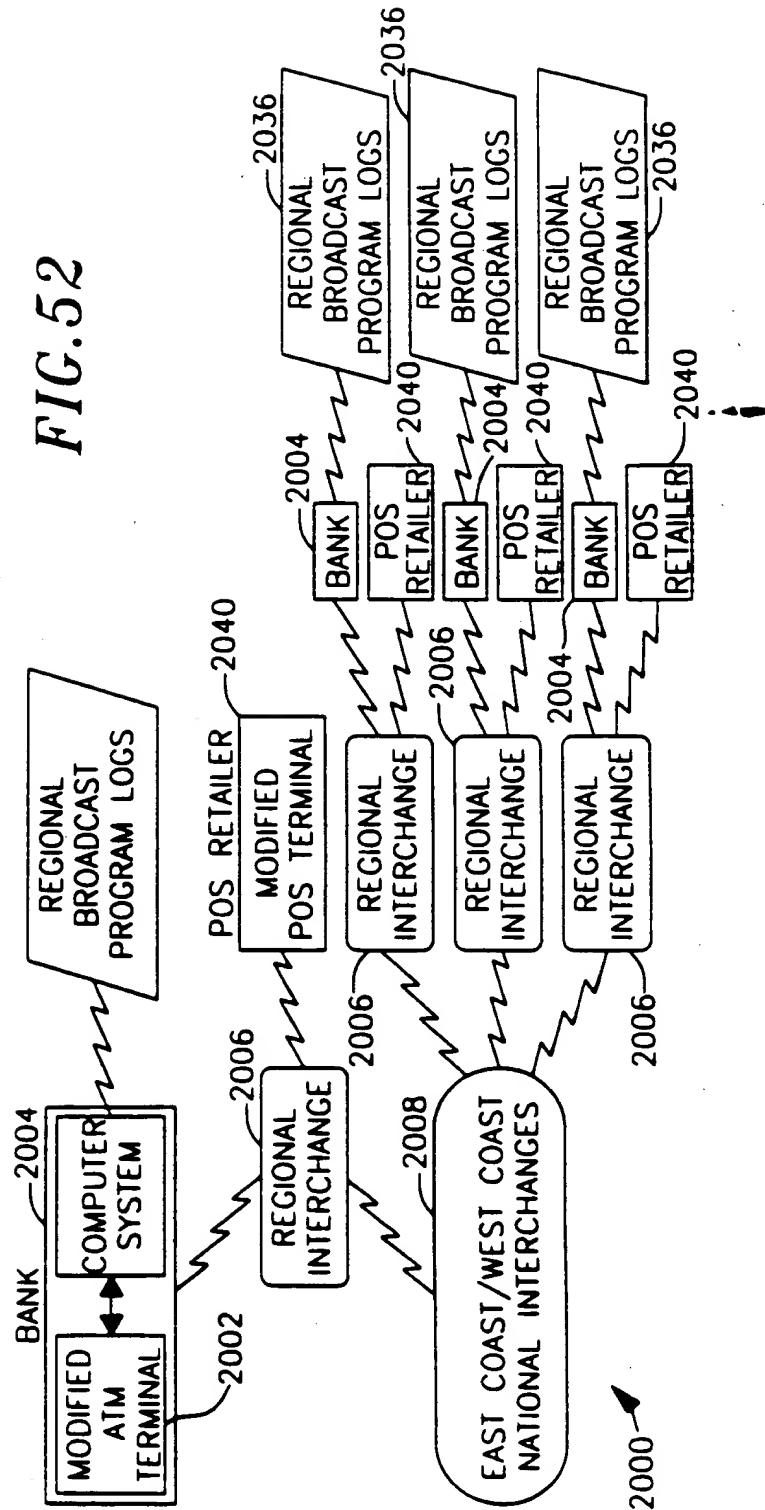 FIG.52
BANK
2004
MODIFIED
ATM
TERMINAL
COMPUTER
SYSTEM
2002
REGIONAL
BROADCAST
PROGRAM LOGS
REGIONAL
INTERCHANGE
2006
POS RETAILER
MODIFIED
POS TERMINAL
2040
EAST COAST/WEST COAST
NATIONAL INTERCHANGES
2008
2000
REGIONAL
INTERCHANGE
2006
BANK
2004
POS
RETAILER
2040
REGIONAL
BROADCAST
PROGRAM LOGS
2036
REGIONAL
INTERCHANGE
2006
BANK
2004
POS
RETAILER
2040
REGIONAL
BROADCAST
PROGRAM LOGS
2036
REGIONAL
INTERCHANGE
2006
BANK
2004
POS
RETAILER
2040
REGIONAL
BROADCAST
PROGRAM LOGS
2036